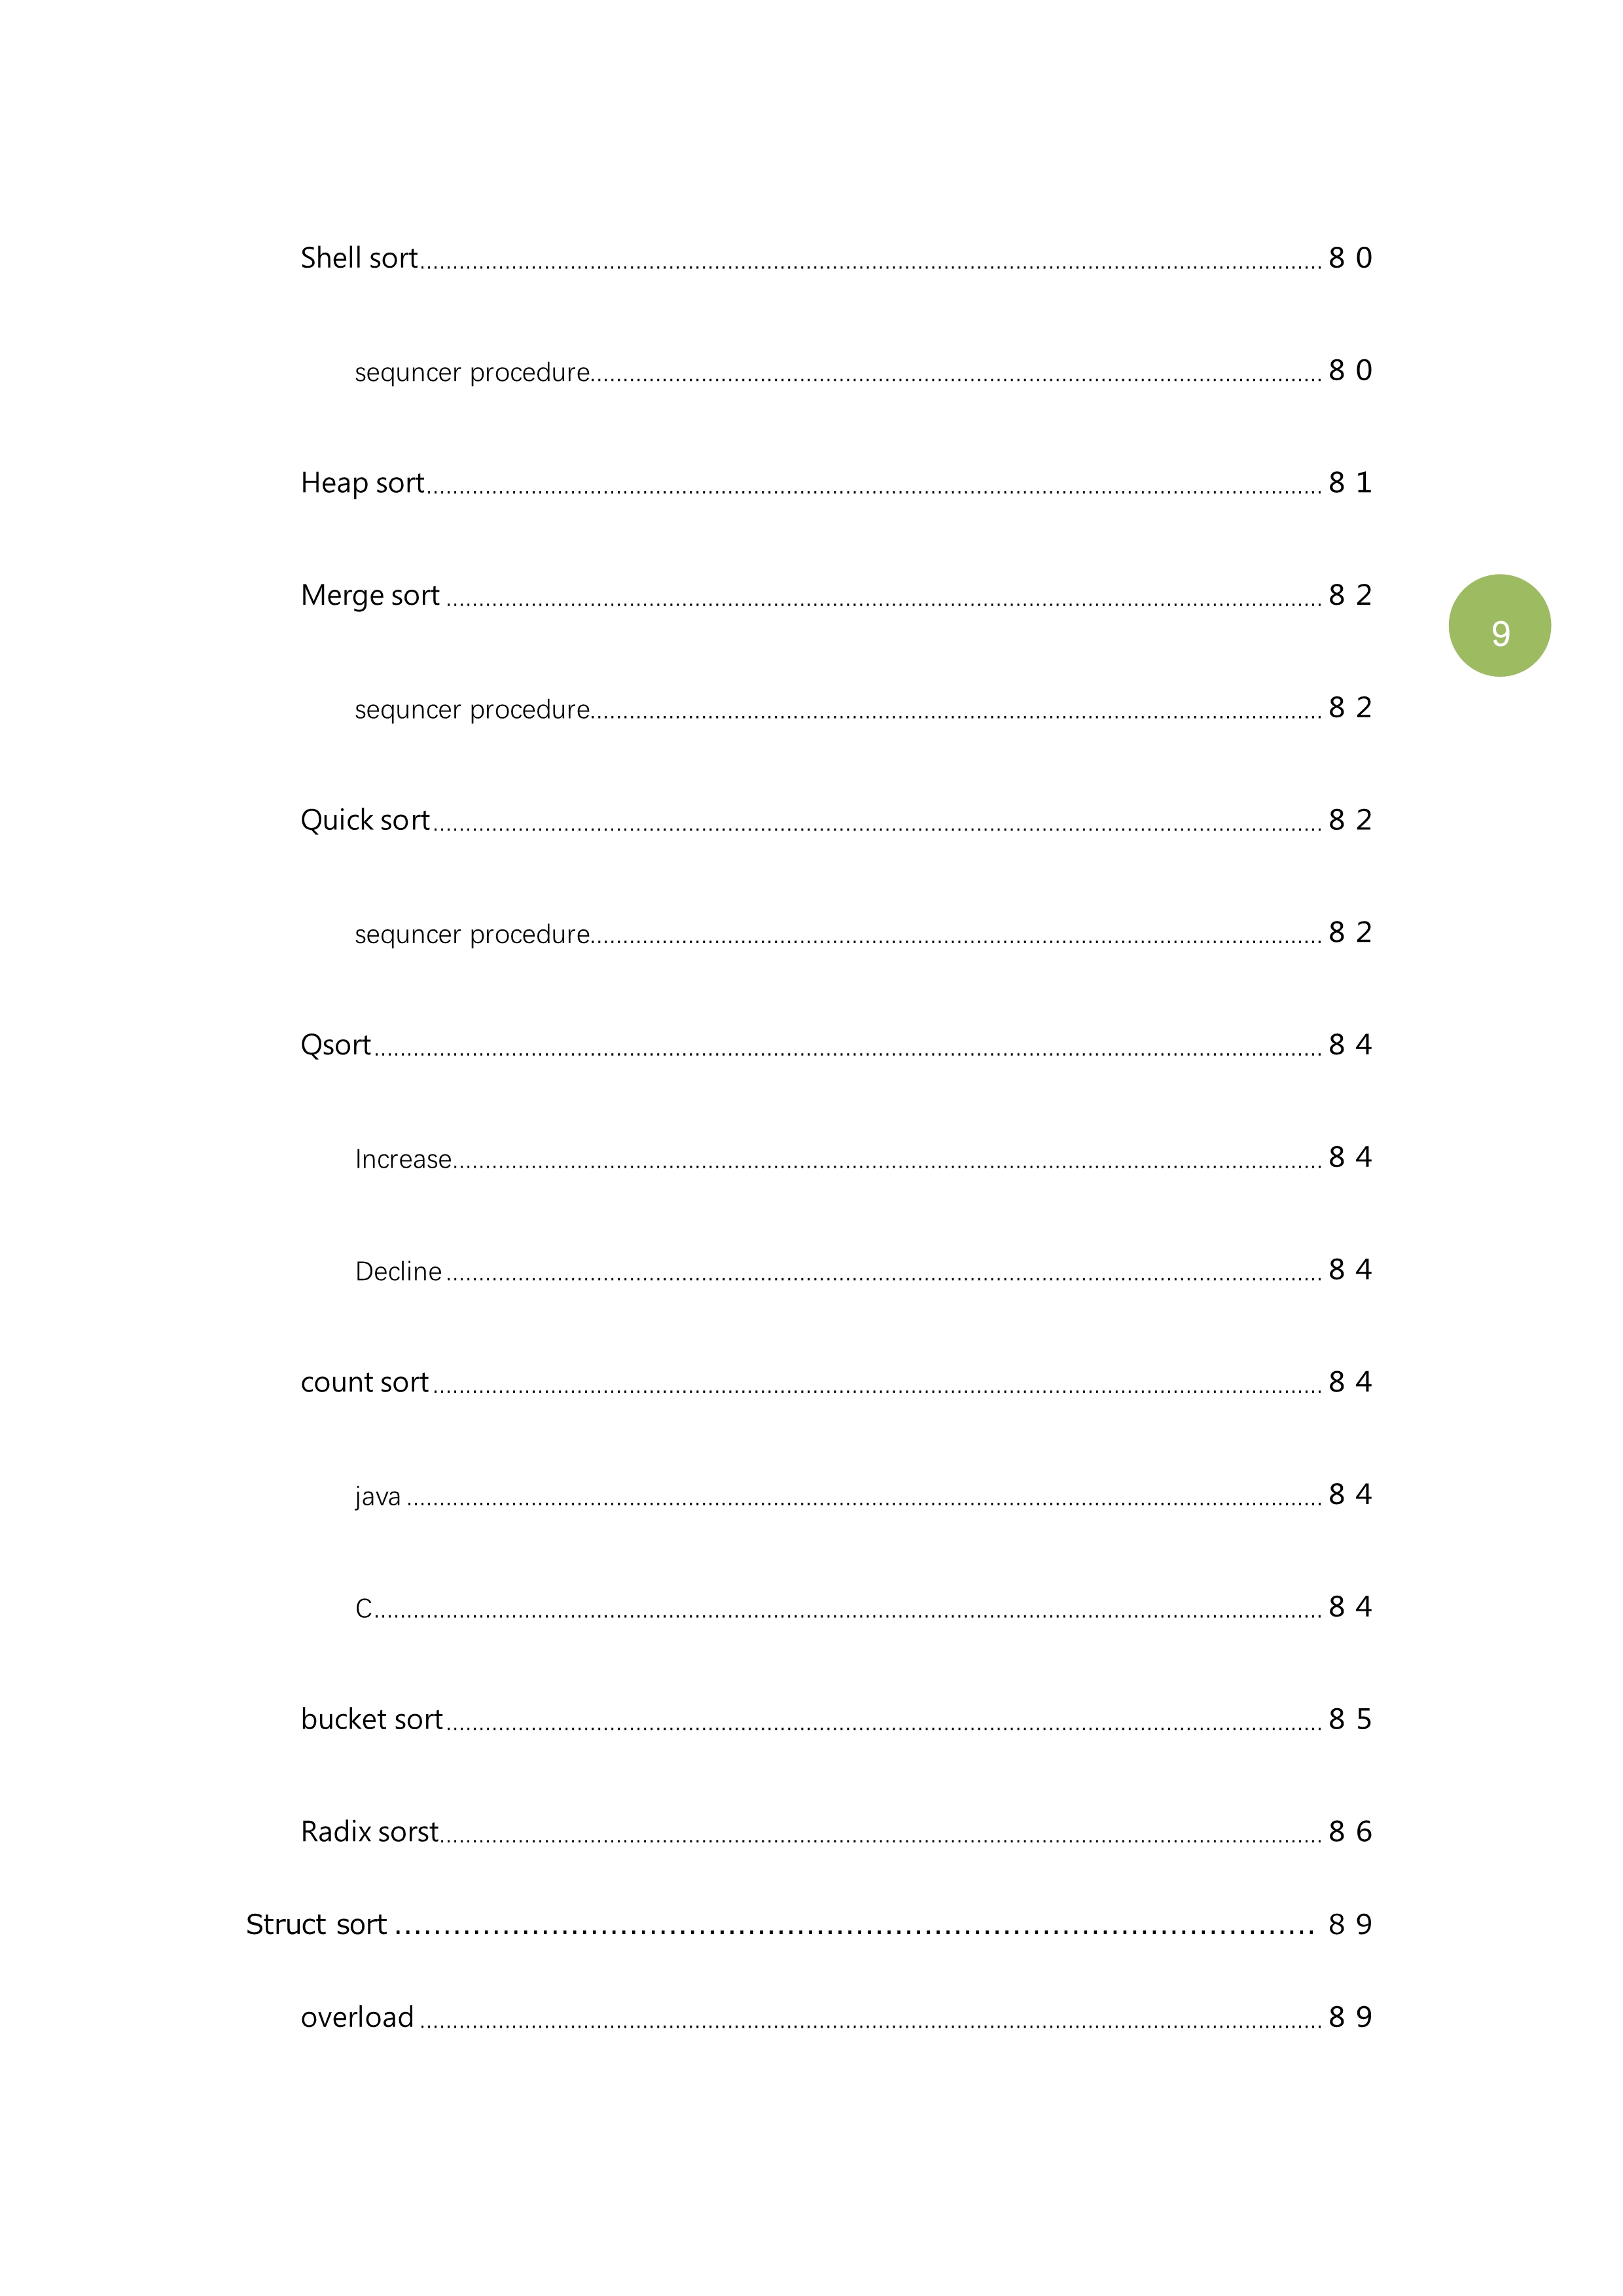 Shell sort........................................ 8 0
sequncer procedure........................................ 8 0
Heap sort........................................ 8 1
Merge sort ........................................ 8 2
sequncer procedure........................................ 8 2
Quick sort........................................ 8 2
sequncer procedure........................................ 8 2
Qsort........................................ 8 4
Increase........................................ 8 4
Decline ........................................ 8 4
count sort........................................ 8 4
java ........................................ 8 4
C........................................ 8 4
bucket sort........................................ 8 5
Radix sorst........................................ 8 6
Struct sort ........................................ 8 9
overload ........................................ 8 9
9